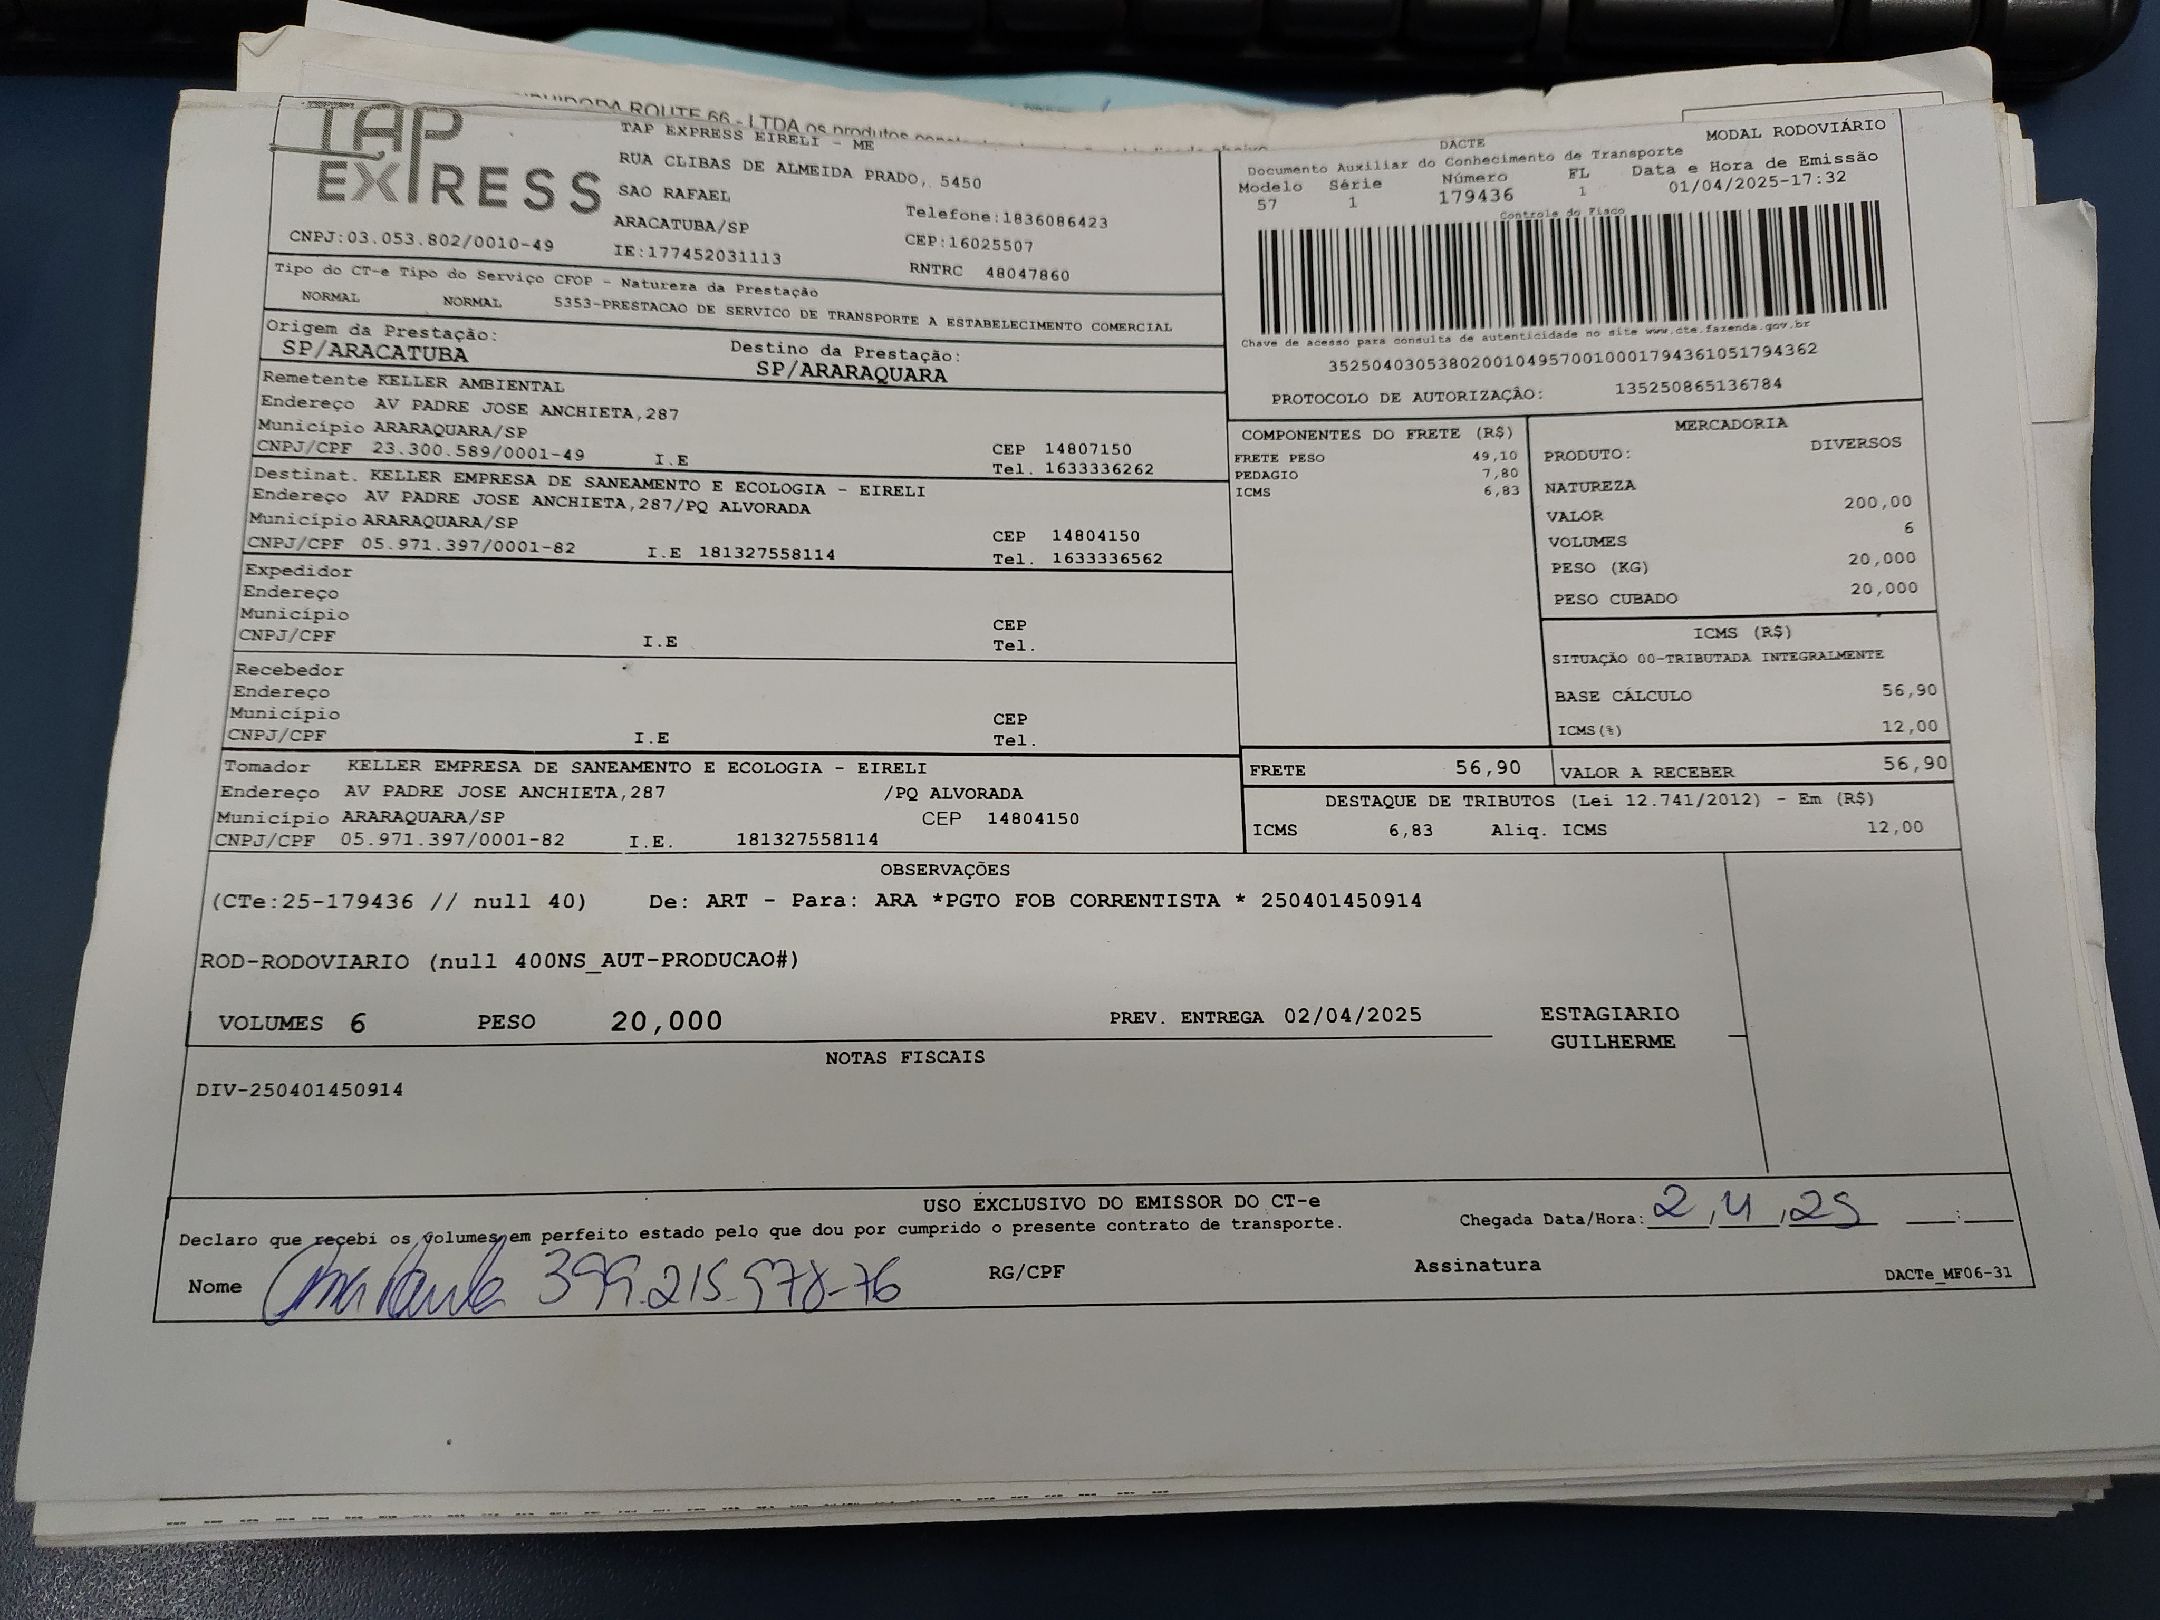 UIDORA ROUTE 66 - LTDA os produtos
TAP
EXPRESS
TAP EXPRESS EIRELI - ME
RUA CLIBAS DE ALMEIDA PRADO, 5450
SAO RAFAEL
ARACATUBA/SP
Telefone:1836086423
CEP:16025507
CNPJ:03.053.802/0010-49
IE:177452031113
RNTRC 48047860
DACTE
MODAL RODOVIÁRIO
Documento Auxiliar do Conhecimento de Transporte
Modelo Série Número FL Data e Hora de Emissão
57 1 179436 1 01/04/2025-17:32
Controle do Fisco
Chave de acesso para consulta de autenticidade no site www.cte.fazenda.gov.br
35250403053802001049570010001794361051794362
PROTOCOLO DE AUTORIZAÇÃO: 135250865136784
Tipo do CT-e Tipo do Serviço CFOP - Natureza da Prestação
NORMAL NORMAL 5353-PRESTACAO DE SERVICO DE TRANSPORTE A ESTABELECIMENTO COMERCIAL
Origem da Prestação:
SP/ARACATUBA
Destino da Prestação:
SP/ARARAQUARA
Remetente KELLER AMBIENTAL
Endereço AV PADRE JOSE ANCHIETA,287
Município ARARAQUARA/SP
CEP 14807150
CNPJ/CPF 23.300.589/0001-49 I.E
Tel. 1633336262
Destinat. KELLER EMPRESA DE SANEAMENTO E ECOLOGIA - EIRELI
Endereço AV PADRE JOSE ANCHIETA,287/PQ ALVORADA
Município ARARAQUARA/SP
CEP 14804150
CNPJ/CPF 05.971.397/0001-82 I.E 181327558114
Tel. 1633336562
Expedidor
Endereço
Município
CEP
CNPJ/CPF I.E
Tel.
Recebedor
Endereço
Município
CEP
CNPJ/CPF I.E
Tel.
Tomador KELLER EMPRESA DE SANEAMENTO E ECOLOGIA - EIRELI
Endereço AV PADRE JOSE ANCHIETA,287 /PQ ALVORADA
Município ARARAQUARA/SP CEP 14804150
CNPJ/CPF 05.971.397/0001-82 I.E. 181327558114
COMPONENTES DO FRETE (R$)
FRETE PESO 49,10
PEDAGIO 7,80
ICMS 6,83
MERCADORIA
PRODUTO: DIVERSOS
NATUREZA
VALOR 200,00
VOLUMES 6
PESO (KG) 20,000
PESO CUBADO 20,000
ICMS (R$)
SITUAÇÃO 00-TRIBUTADA INTEGRALMENTE
BASE CÁLCULO 56,90
ICMS(%) 12,00
FRETE 56,90
VALOR A RECEBER 56,90
DESTAQUE DE TRIBUTOS (Lei 12.741/2012) - Em (R$)
ICMS 6,83 Aliq. ICMS 12,00
OBSERVAÇÕES
(CTe:25-179436 // null 40) De: ART - Para: ARA *PGTO FOB CORRENTISTA * 250401450914
ROD-RODOVIARIO (null 400NS_AUT-PRODUCAO#)
VOLUMES 6 PESO 20,000 PREV. ENTREGA 02/04/2025
ESTAGIARIO
GUILHERME
NOTAS FISCAIS
DIV-250401450914
USO EXCLUSIVO DO EMISSOR DO CT-e
Declaro que recebi os volumes em perfeito estado pelo que dou por cumprido o presente contrato de transporte.
Chegada Data/Hora: 2,4,25 __:__
Nome Ana Paula 399.215.978-76 RG/CPF Assinatura
DACTe_MF06-31